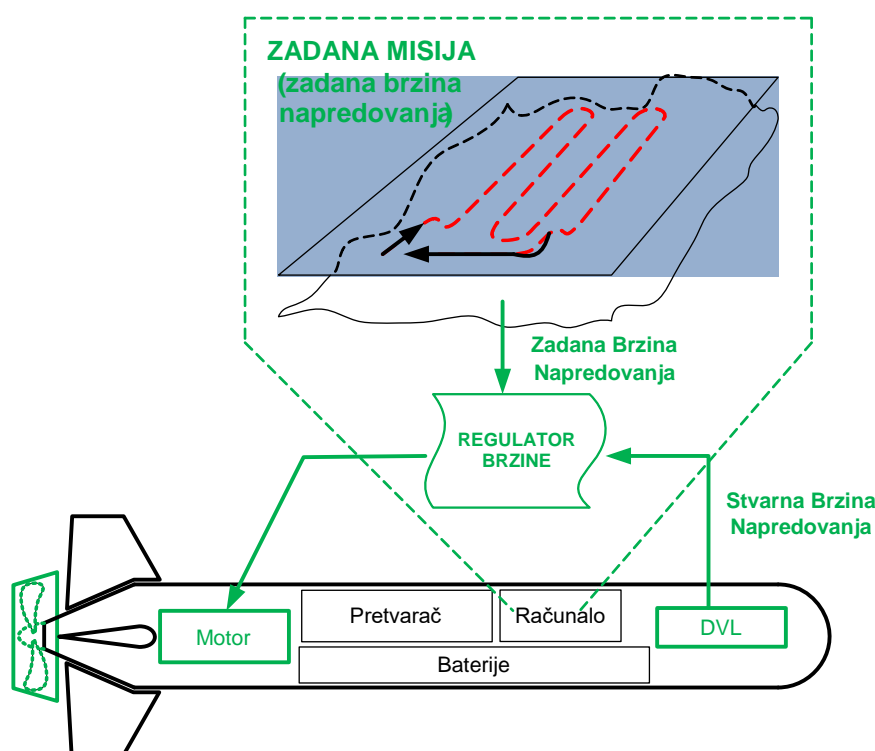 ZADANA MISIJA
(zadana brzina
napredovanja)
Zadana Brzina
Napredovanja
REGULATOR
BRZINE
Stvarna Brzina
Napredovanja
Pretvarač
Računalo
Motor
DVL
Baterije